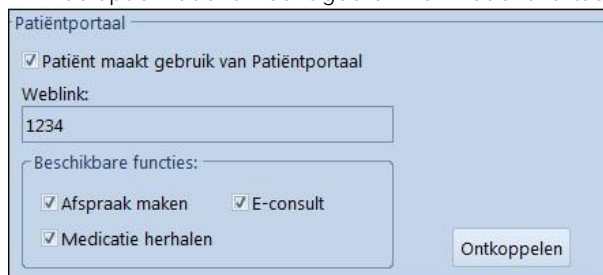 Patiëntportaal
Patiënt maakt gebruik van Patiëntportaal
Weblink:
1234
Beschikbare functies:
Afspraak maken E-consult
Medicatie herhalen
Ontkoppelen